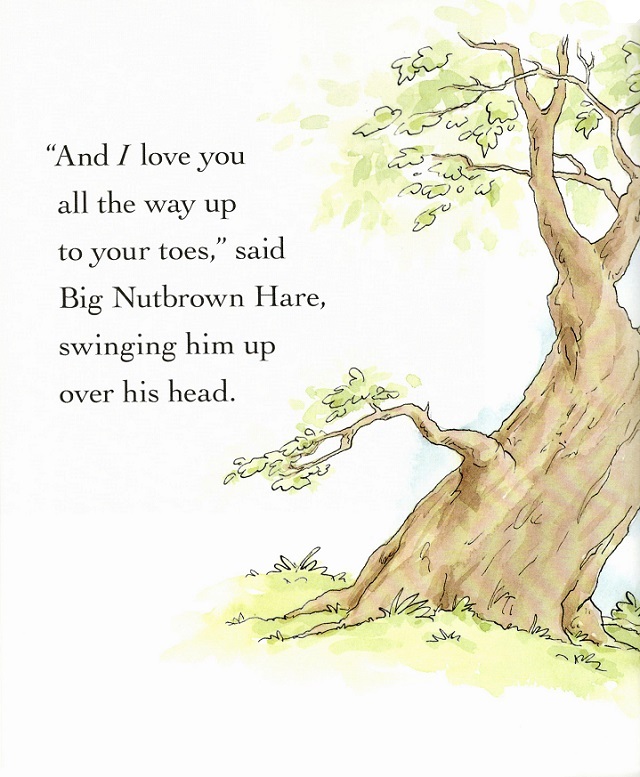 “And I love you
all the way up
to your toes,” said
Big Nutbrown Hare,
swinging him up
over his head.